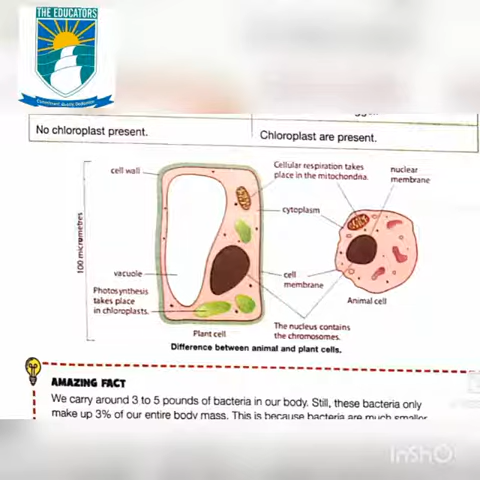 THE EDUCATORS
No chloroplast present.
Chloroplast are present.
cell wall
Cellular respiration takes
place in the mitochondria.
nuclear
membrane
cytoplasm
100 micrometres
vacuole
cell
membrane
Photosynthesis
takes place
in chloroplasts.
Animal cell
The nucleus contains
the chromosomes.
Plant cell
Difference between animal and plant cells.
AMAZING FACT
We carry around 3 to 5 pounds of bacteria in our body. Still, these bacteria only
make up 3% of our entire body mass. This is because bacteria are much smaller
InShO